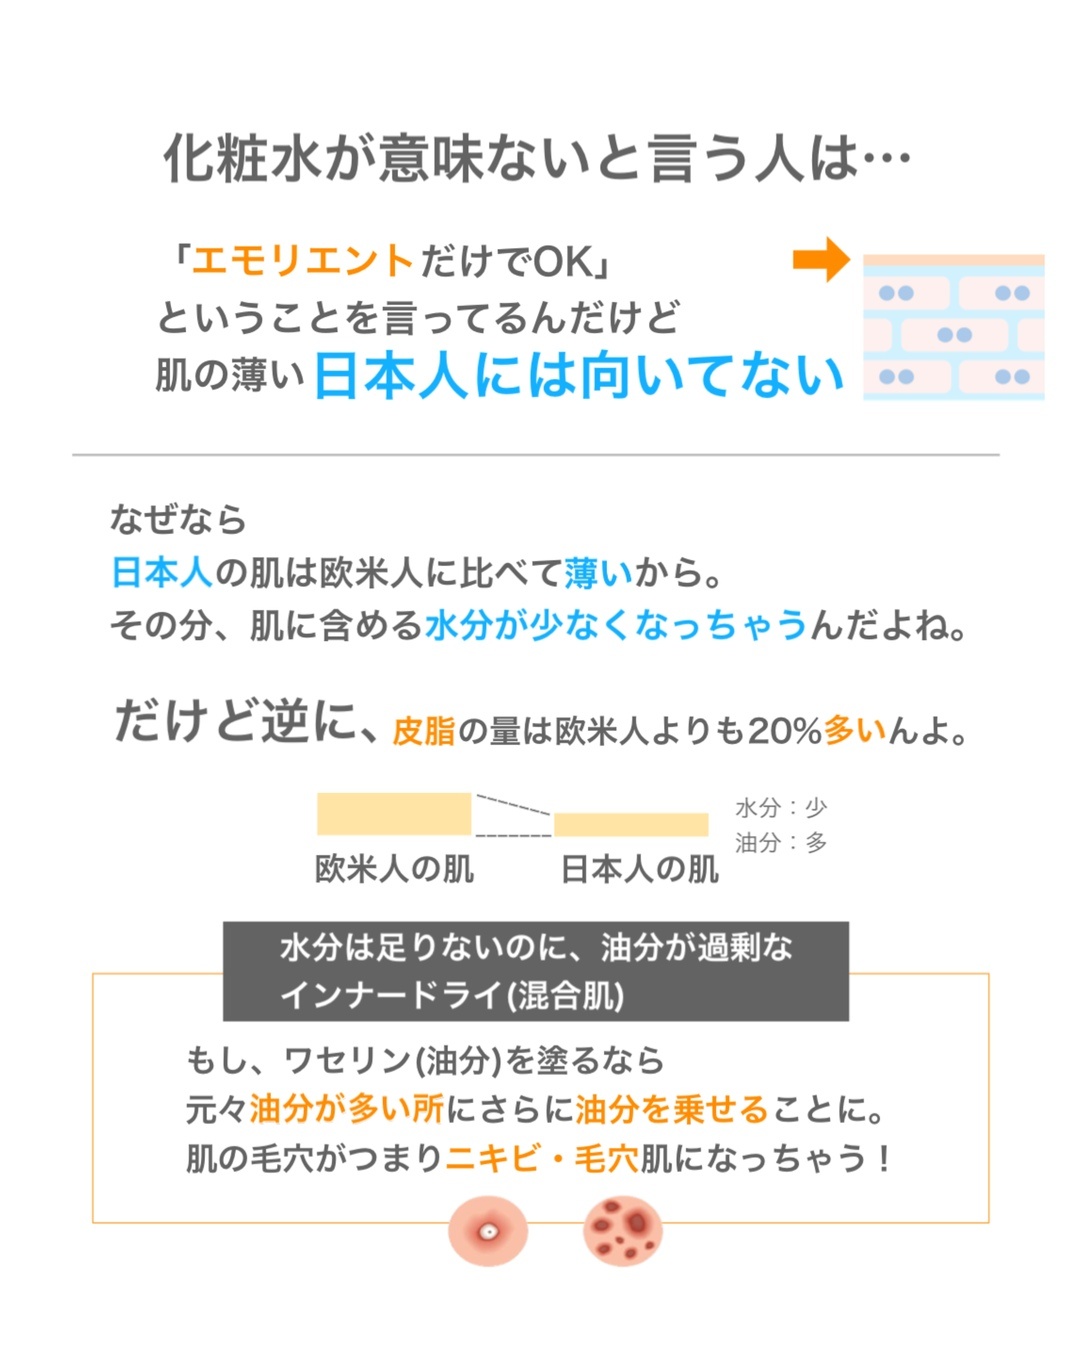 化粧水が意味ないと言う人は…
「エモリエントだけでOK」
ということを言ってるんだけど
肌の薄い日本人には向いてない
なぜなら
日本人の肌は欧米人に比べて薄いから。
その分、肌に含める水分が少なくなっちゃうんだよね。
だけど逆に、皮脂の量は欧米人よりも20%多いんよ。
水分：少
油分：多
欧米人の肌 日本人の肌
水分は足りないのに、油分が過剰な
インナードライ(混合肌)
もし、ワセリン(油分)を塗るなら
元々油分が多い所にさらに油分を乗せることに。
肌の毛穴がつまりニキビ・毛穴肌になっちゃう！